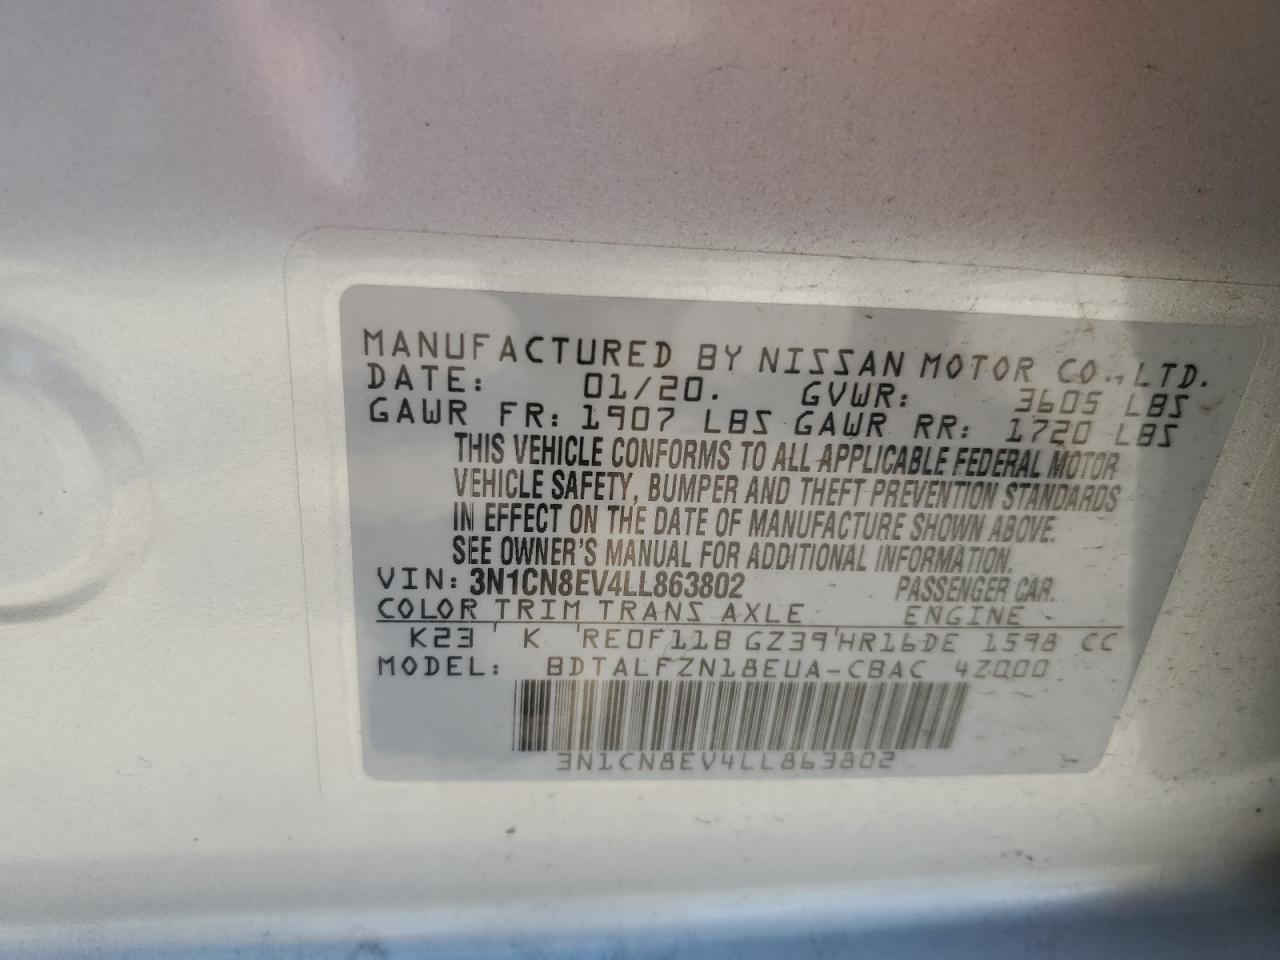 MANUFACTURED BY NISSAN MOTOR CO., LTD.
DATE: 01/20. GVWR: 3605 LBS
GAWR FR: 1907 LBS GAWR RR: 1720 LBS
THIS VEHICLE CONFORMS TO ALL APPLICABLE FEDERAL MOTOR
VEHICLE SAFETY, BUMPER AND THEFT PREVENTION STANDARDS
IN EFFECT ON THE DATE OF MANUFACTURE SHOWN ABOVE.
SEE OWNER'S MANUAL FOR ADDITIONAL INFORMATION.
VIN: 3N1CN8EV4LL863802 PASSENGER CAR.
COLOR TRIM TRANS AXLE ENGINE
K23 K RE0F11B GZ39 HR16DE 1598 CC
MODEL: BDTALFZN18EUA-CBAC 4Z000
3N1CN8EV4LL863802